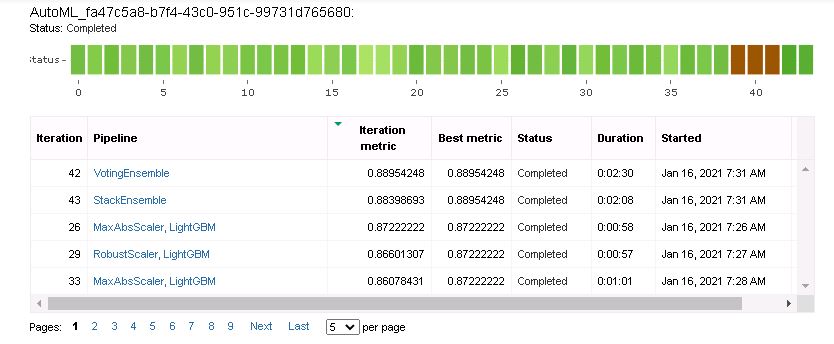 AutoML_fa47c5a8-b7f4-43c0-951c-99731d765680:
Status: Completed
tatus -
0 5 10 15 20 25 30 35 40
Iteration Pipeline Iteration metric Best metric Status Duration Started
42 VotingEnsemble 0.88954248 0.88954248 Completed 0:02:30 Jan 16, 2021 7:31 AM
43 StackEnsemble 0.88398693 0.88954248 Completed 0:02:08 Jan 16, 2021 7:31 AM
26 MaxAbsScaler, LightGBM 0.87222222 0.87222222 Completed 0:00:58 Jan 16, 2021 7:26 AM
29 RobustScaler, LightGBM 0.86601307 0.87222222 Completed 0:00:57 Jan 16, 2021 7:27 AM
33 MaxAbsScaler, LightGBM 0.86078431 0.87222222 Completed 0:01:01 Jan 16, 2021 7:28 AM
Pages: 1 2 3 4 5 6 7 8 9 Next Last 5 per page